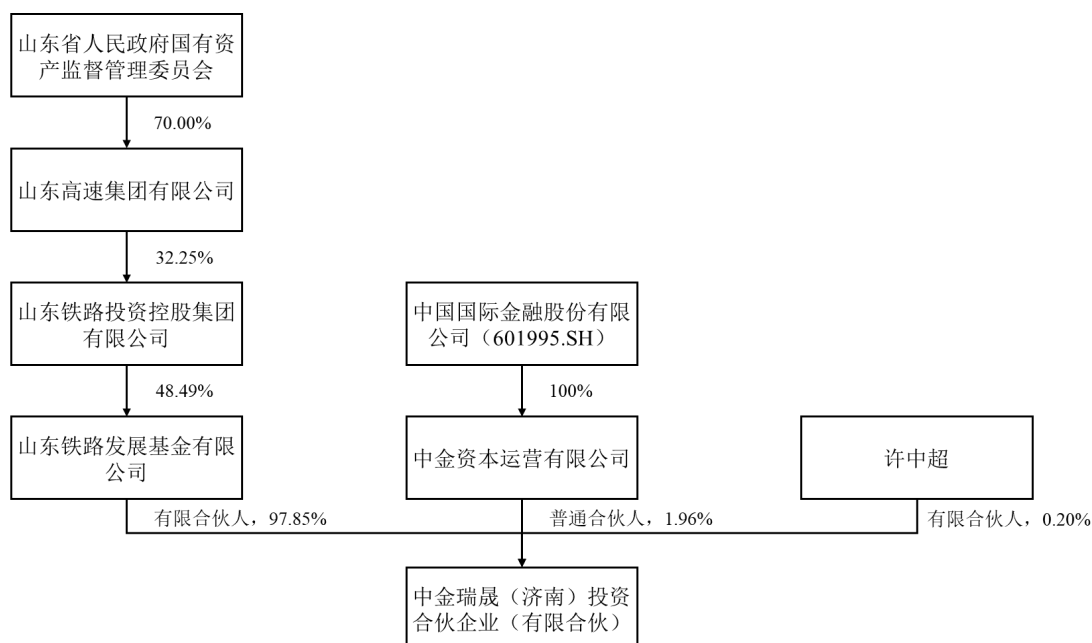 山东省人民政府国有资
产监督管理委员会
70.00%
山东高速集团有限公司
32.25%
山东铁路投资控股集团
有限公司
中国国际金融股份有限
公司（601995.SH）
48.49%
100%
山东铁路发展基金有限
公司
中金资本运营有限公司
许中超
有限合伙人，97.85%
普通合伙人，1.96%
有限合伙人，0.20%
中金瑞晟（济南）投资
合伙企业（有限合伙）